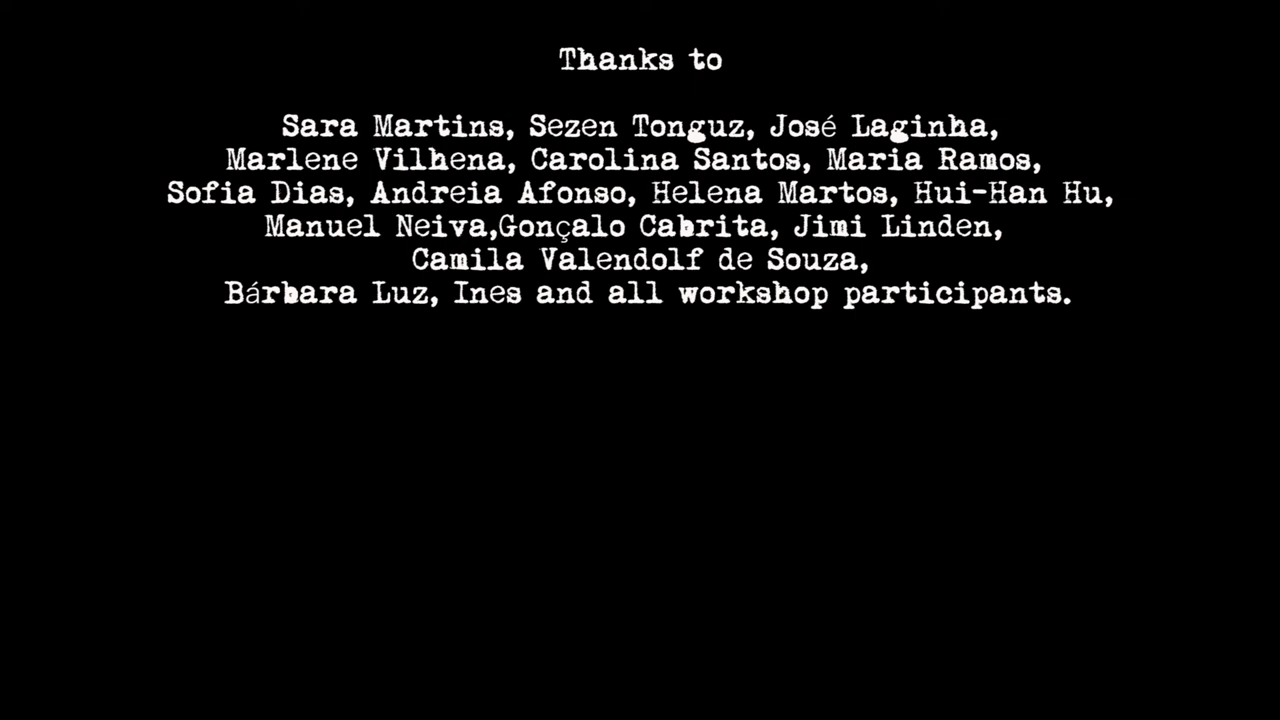 Thanks to
Sara Martins, Sezen Tonguz, José Laginha,
Marlene Vilhena, Carolina Santos, Maria Ramos,
Sofia Dias, Andreia Afonso, Helena Martos, Hui-Han Hu,
Manuel Neiva,Gonçalo Cabrita, Jimi Linden,
Camila Valendolf de Souza,
Bárbara Luz, Ines and all workshop participants.